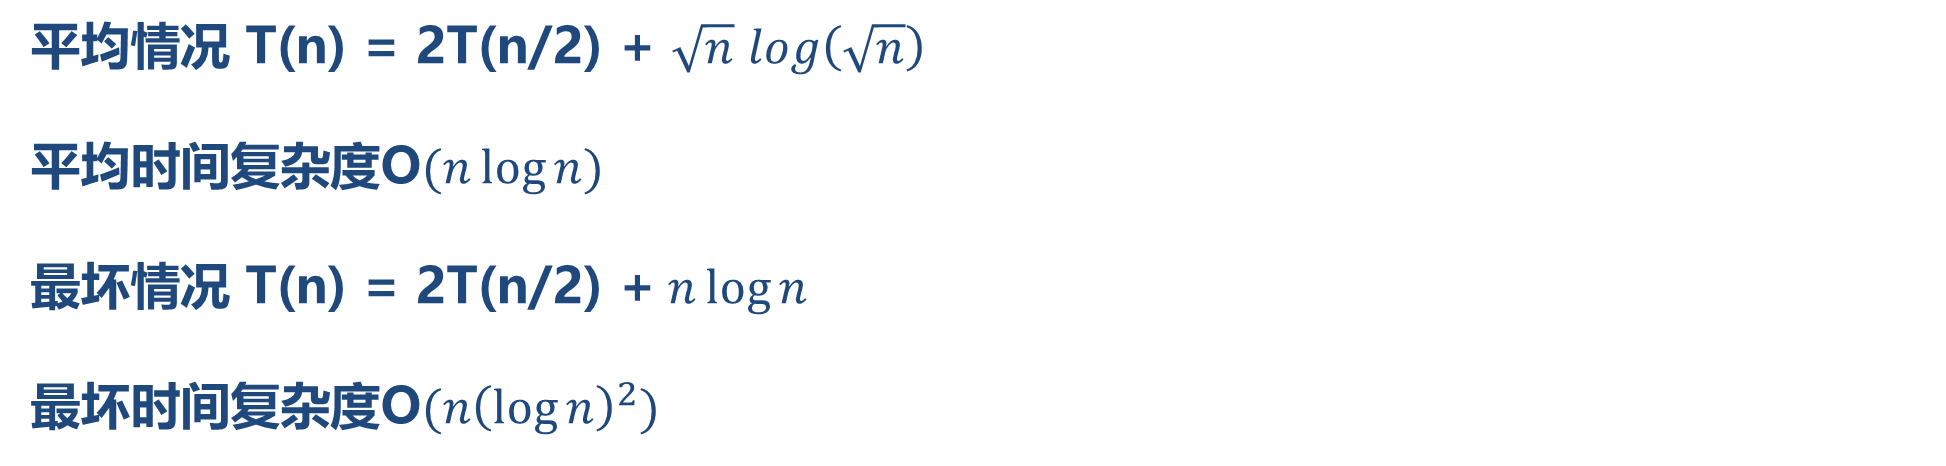 平均情况 T(n) = 2T(n/2) + √n log(√n)
平均时间复杂度O(n log n)
最坏情况 T(n) = 2T(n/2) + n log n
最坏时间复杂度O(n(log n)²)